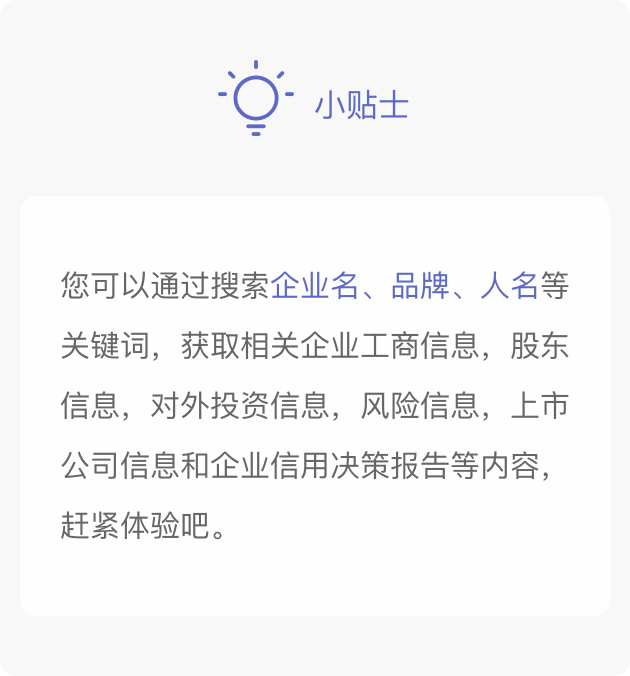 小贴士
您可以通过搜索企业名、品牌、人名等
关键词，获取相关企业工商信息，股东
信息，对外投资信息，风险信息，上市
公司信息和企业信用决策报告等内容，
赶紧体验吧。